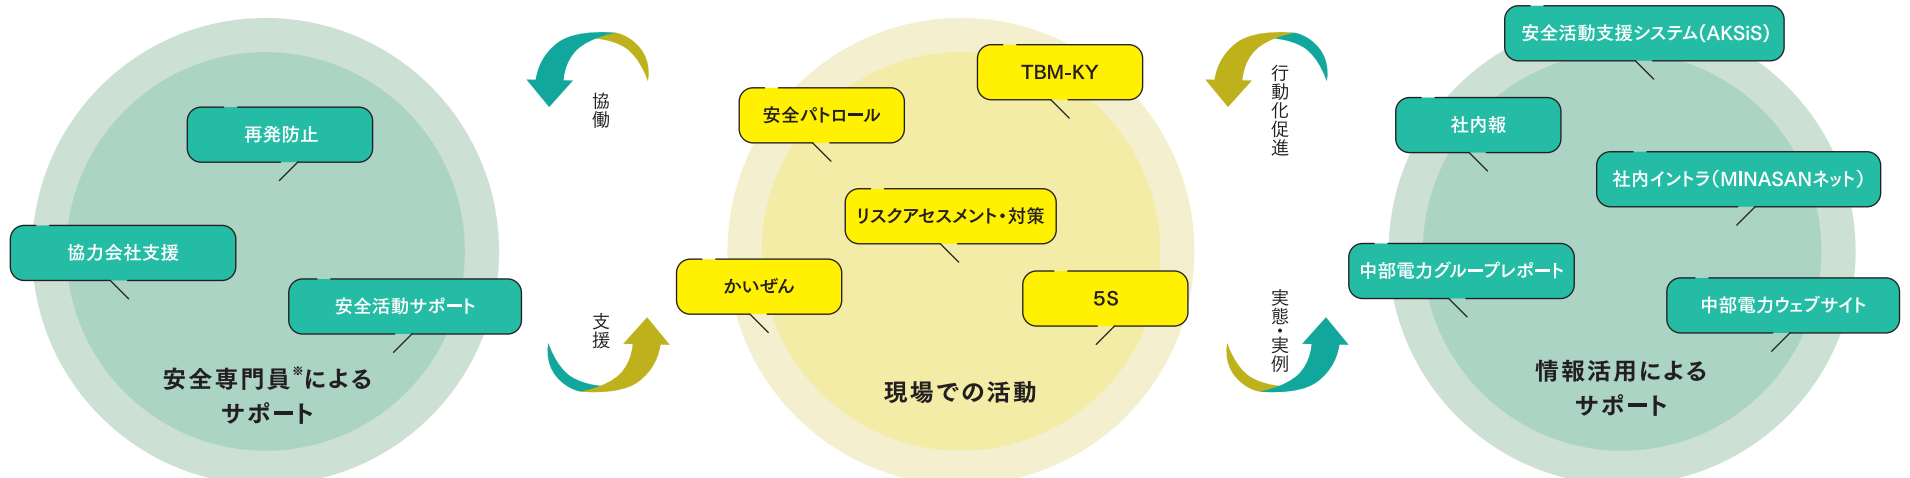 再発防止
協力会社支援
安全活動サポート
安全専門員※による
サポート
協働
支援
TBM-KY
安全パトロール
リスクアセスメント・対策
かいぜん
5S
現場での活動
行動化促進
実態・実例
安全活動支援システム(AKSiS)
社内報
社内イントラ(MINASANネット)
中部電力グループレポート
中部電力ウェブサイト
情報活用による
サポート